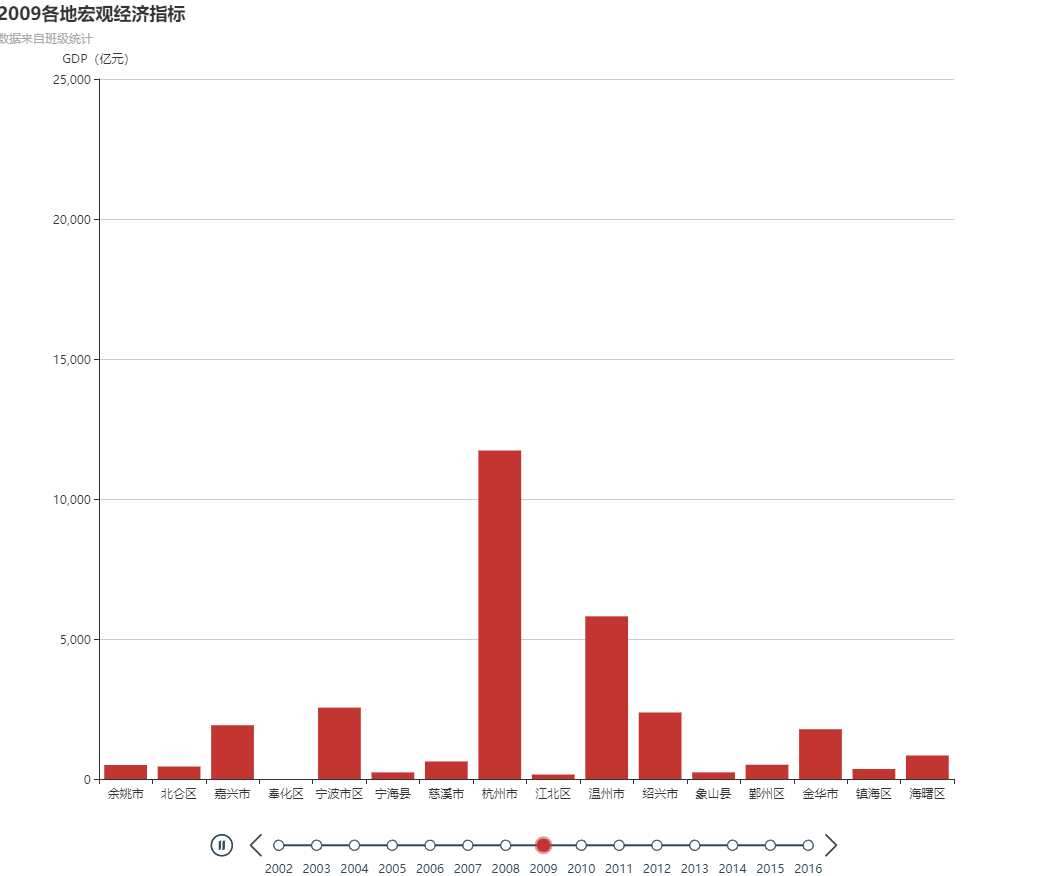 2009各地宏观经济指标
数据来自班级统计
GDP（亿元）
25,000
20,000
15,000
10,000
5,000
0
余姚市 北仑区 嘉兴市 奉化区 宁波市区 宁海县 慈溪市 杭州市 江北区 温州市 绍兴市 象山县 鄞州区 金华市 镇海区 海曙区
2002 2003 2004 2005 2006 2007 2008 2009 2010 2011 2012 2013 2014 2015 2016